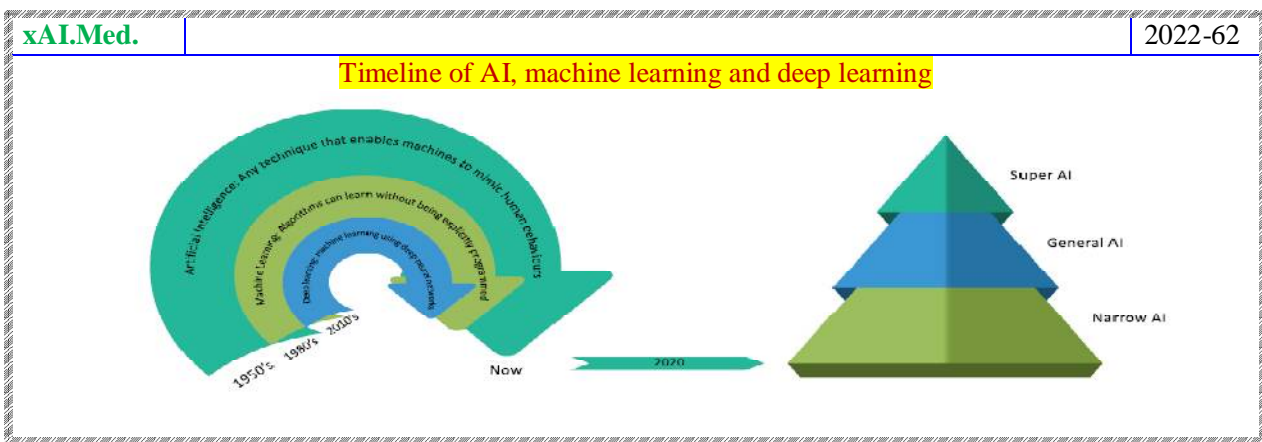 xAI.Med.
2022-62
Timeline of AI, machine learning and deep learning
Artificial Intelligence: Any technique that enables machines to mimic human behaviours
Machine Learning: Algorithms can learn without being explicitly programmed
Deep learning: machine learning using deep neural networks
1950's
1980's
2010's
Now
2020
Super AI
General AI
Narrow AI